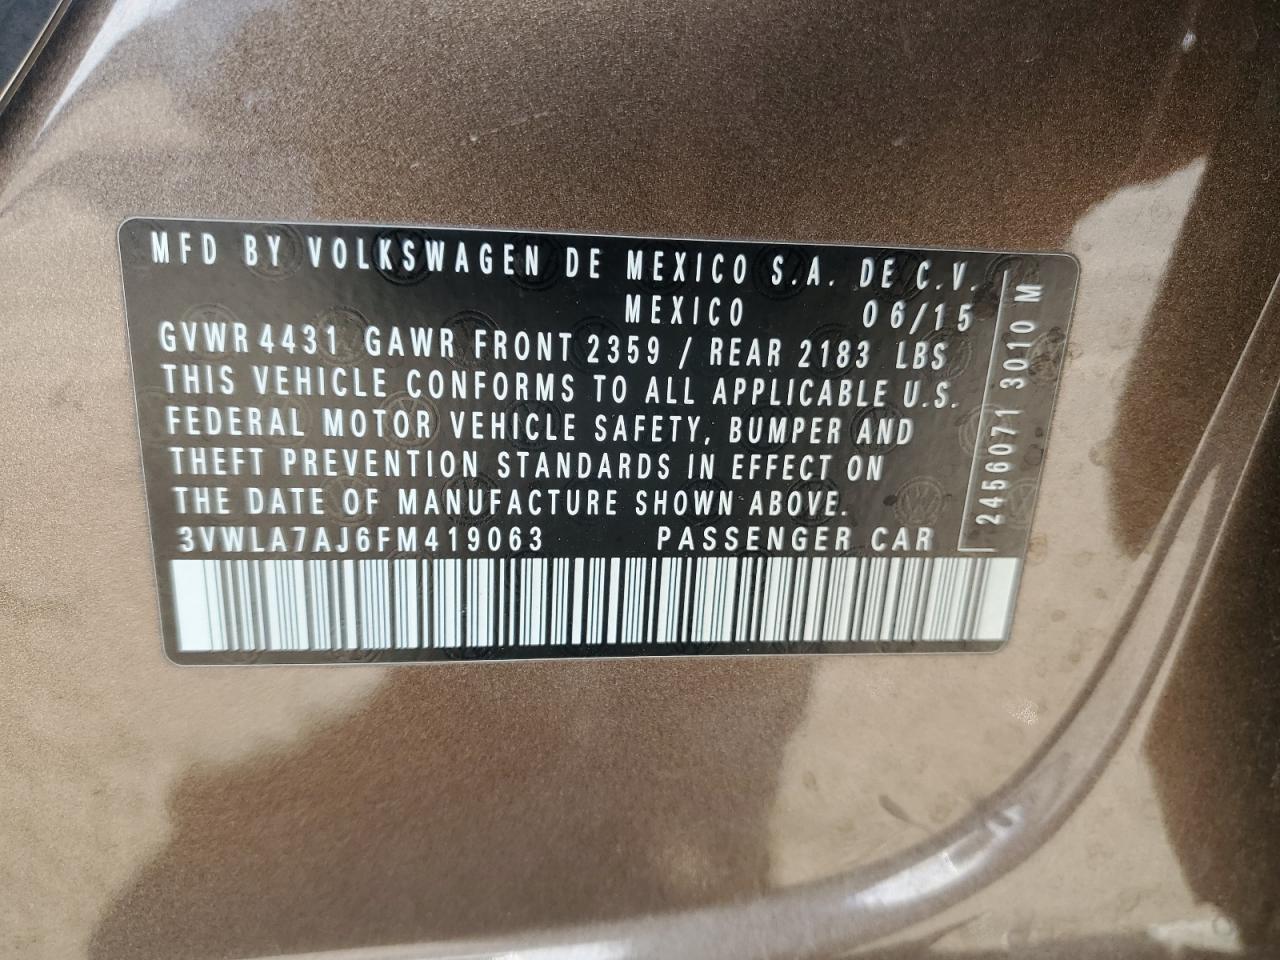 MFD BY VOLKSWAGEN DE MEXICO S.A. DE C.V.
MEXICO 06/15
GVWR 4431 GAWR FRONT 2359 / REAR 2183 LBS
THIS VEHICLE CONFORMS TO ALL APPLICABLE U.S.
FEDERAL MOTOR VEHICLE SAFETY, BUMPER AND
THEFT PREVENTION STANDARDS IN EFFECT ON
THE DATE OF MANUFACTURE SHOWN ABOVE.
3VWLA7AJ6FM419063 PASSENGER CAR
2456071 3010 M